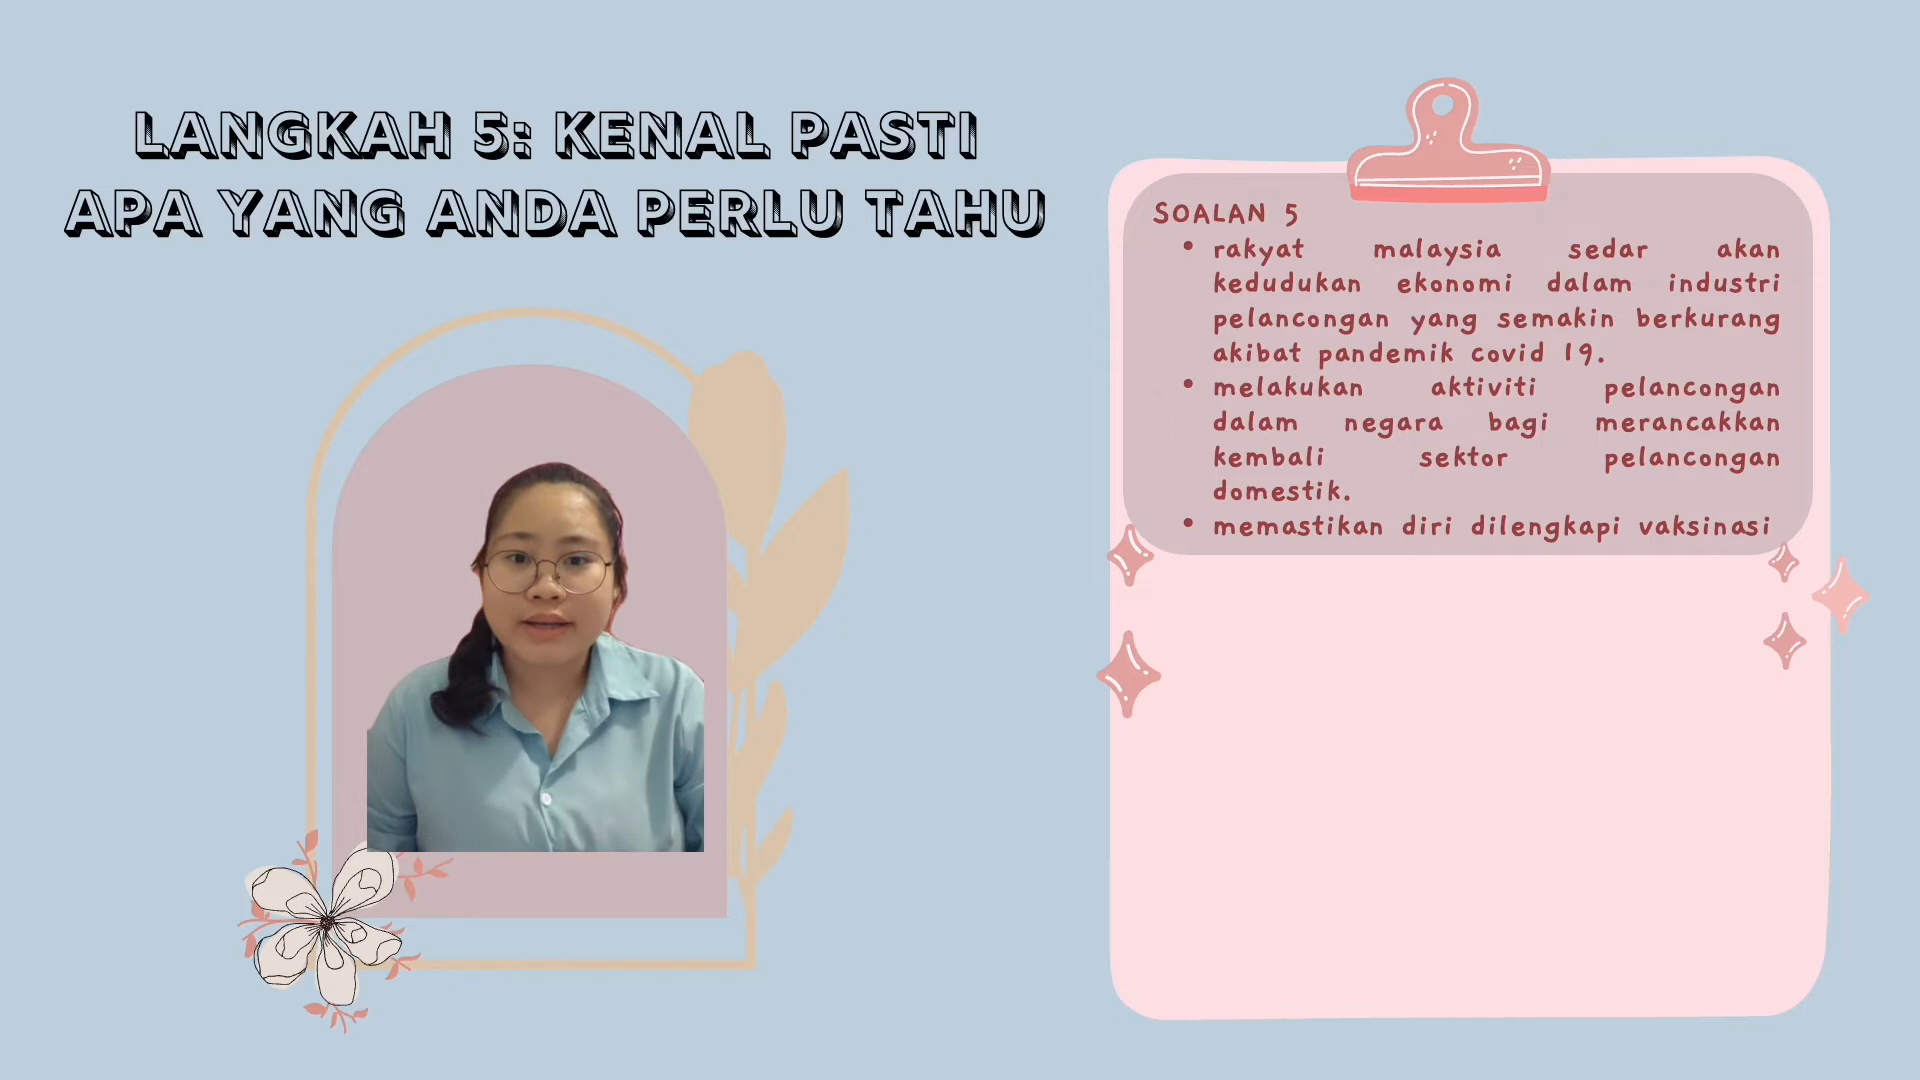 LANGKAH 5: KENAL PASTI
APA YANG ANDA PERLU TAHU
SOALAN 5
• rakyat malaysia sedar akan
kedudukan ekonomi dalam industri
pelancongan yang semakin berkurang
akibat pandemik covid 19.
• melakukan aktiviti pelancongan
dalam negara bagi merancakkan
kembali sektor pelancongan
domestik.
• memastikan diri dilengkapi vaksinasi